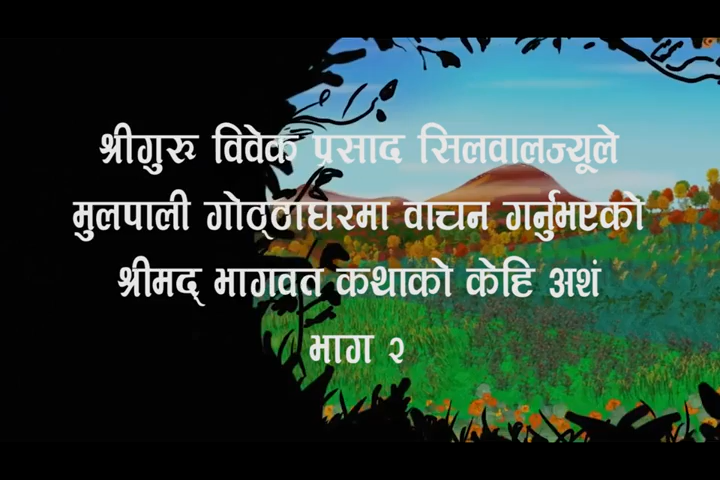 श्रीगुरु विवेक प्रसाद सिलवालज्यूले
मुलपाली गोठ्ठाघरमा वाचन गर्नुभएको
श्रीमद् भागवत कथाको केहि अशं
भाग २